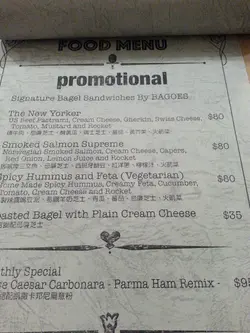 FOOD MENU
promotional
Signature Bagel Sandwiches By BAGOES
The New Yorker $80
US Beef Pastrami, Cream Cheese, Gherkin, Swiss Cheese,
Tomato, Mustard and Rocket
Smoked Salmon Supreme $80
Norwegian Smoked Salmon, Cream Cheese, Capers,
Red Onion, Lemon Juice and Rocket
Spicy Hummus and Feta (Vegetarian) $80
Home Made Spicy Hummus, Creamy Feta, Cucumber,
Tomato, Cream Cheese and Rocket
oasted Bagel with Plain Cream Cheese $35
thly Special
e Caesar Carbonara - Parma Ham Remix -